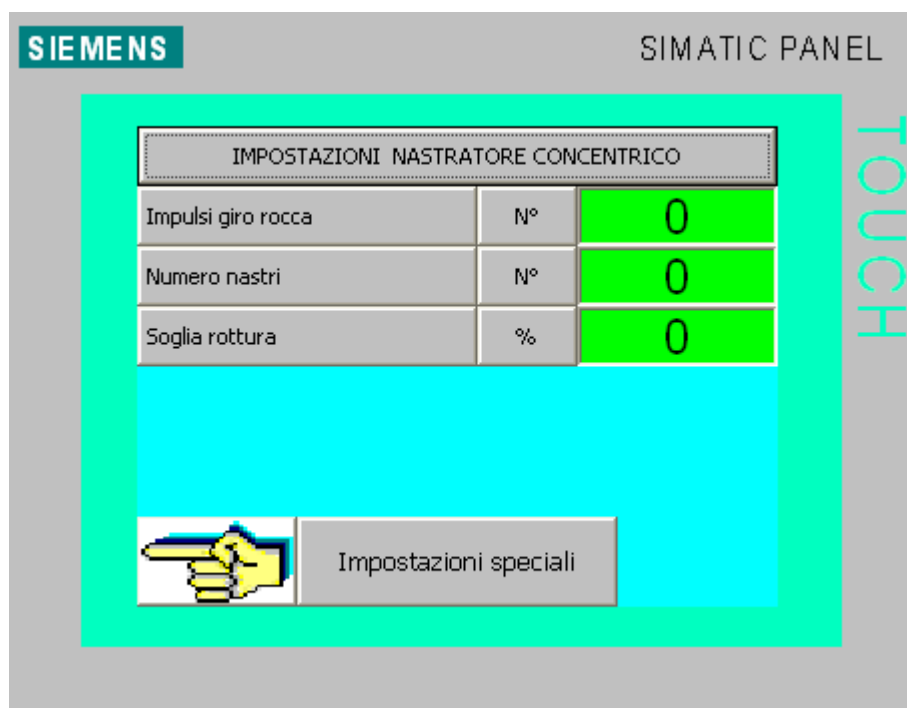 SIEMENS
SIMATIC PANEL
TOUCH
IMPOSTAZIONI NASTRATORE CONCENTRICO
Impulsi giro rocca N° 0
Numero nastri N° 0
Soglia rottura % 0
Impostazioni speciali